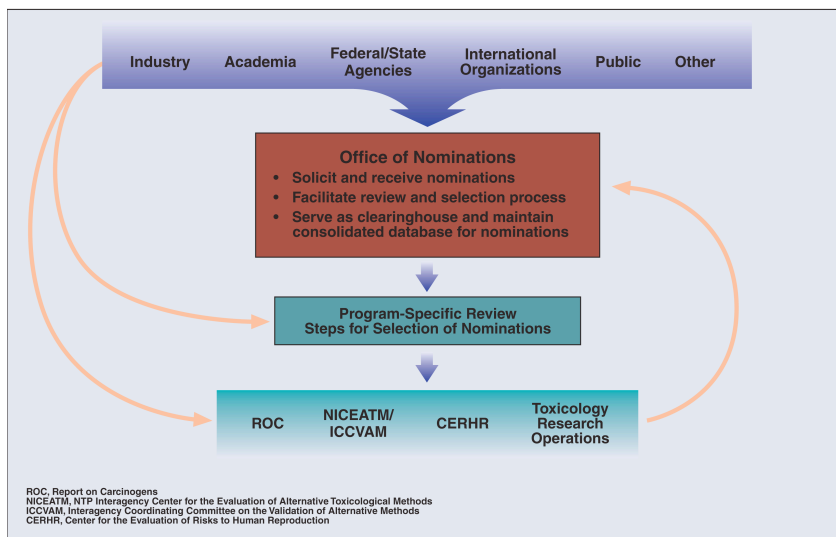 Industry
Academia
Federal/State
Agencies
International
Organizations
Public
Other
Office of Nominations
• Solicit and receive nominations
• Facilitate review and selection process
• Serve as clearinghouse and maintain
consolidated database for nominations
Program-Specific Review
Steps for Selection of Nominations
ROC
NICEATM/
ICCVAM
CERHR
Toxicology
Research
Operations
ROC, Report on Carcinogens
NICEATM, NTP Interagency Center for the Evaluation of Alternative Toxicological Methods
ICCVAM, Interagency Coordinating Committee on the Validation of Alternative Methods
CERHR, Center for the Evaluation of Risks to Human Reproduction